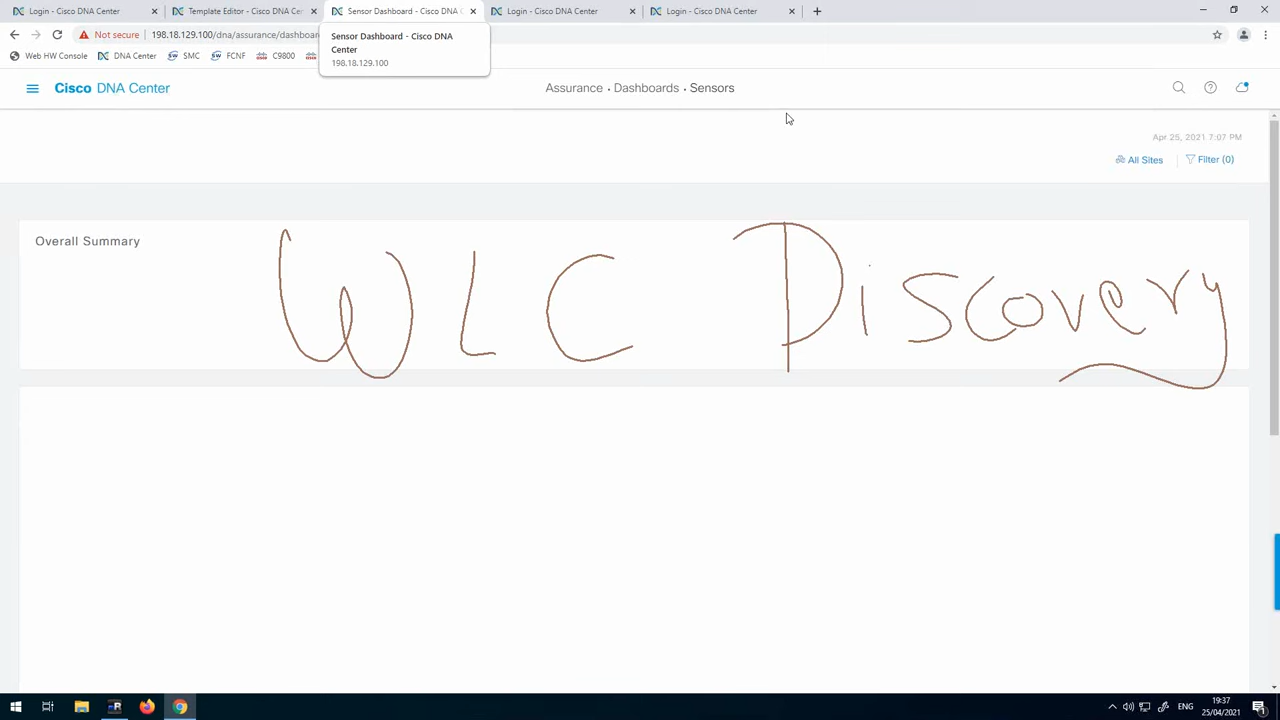 Login - Cisco DNA Center
Template Editor - Cisco DNA Cen
Sensor Dashboard - Cisco DNA C
Login - Cisco DNA Center
Login - Cisco DNA Center
Not secure 198.18.129.100/dna/assurance/dashboar
Sensor Dashboard - Cisco DNA
Center
198.18.129.100
Web HW Console DNA Center SMC FCNF C9800
Cisco DNA Center
Assurance • Dashboards • Sensors
Apr 25, 2021 7:07 PM
All Sites Filter (0)
Overall Summary
WLC Discovery
ENG
19:37
25/04/2021